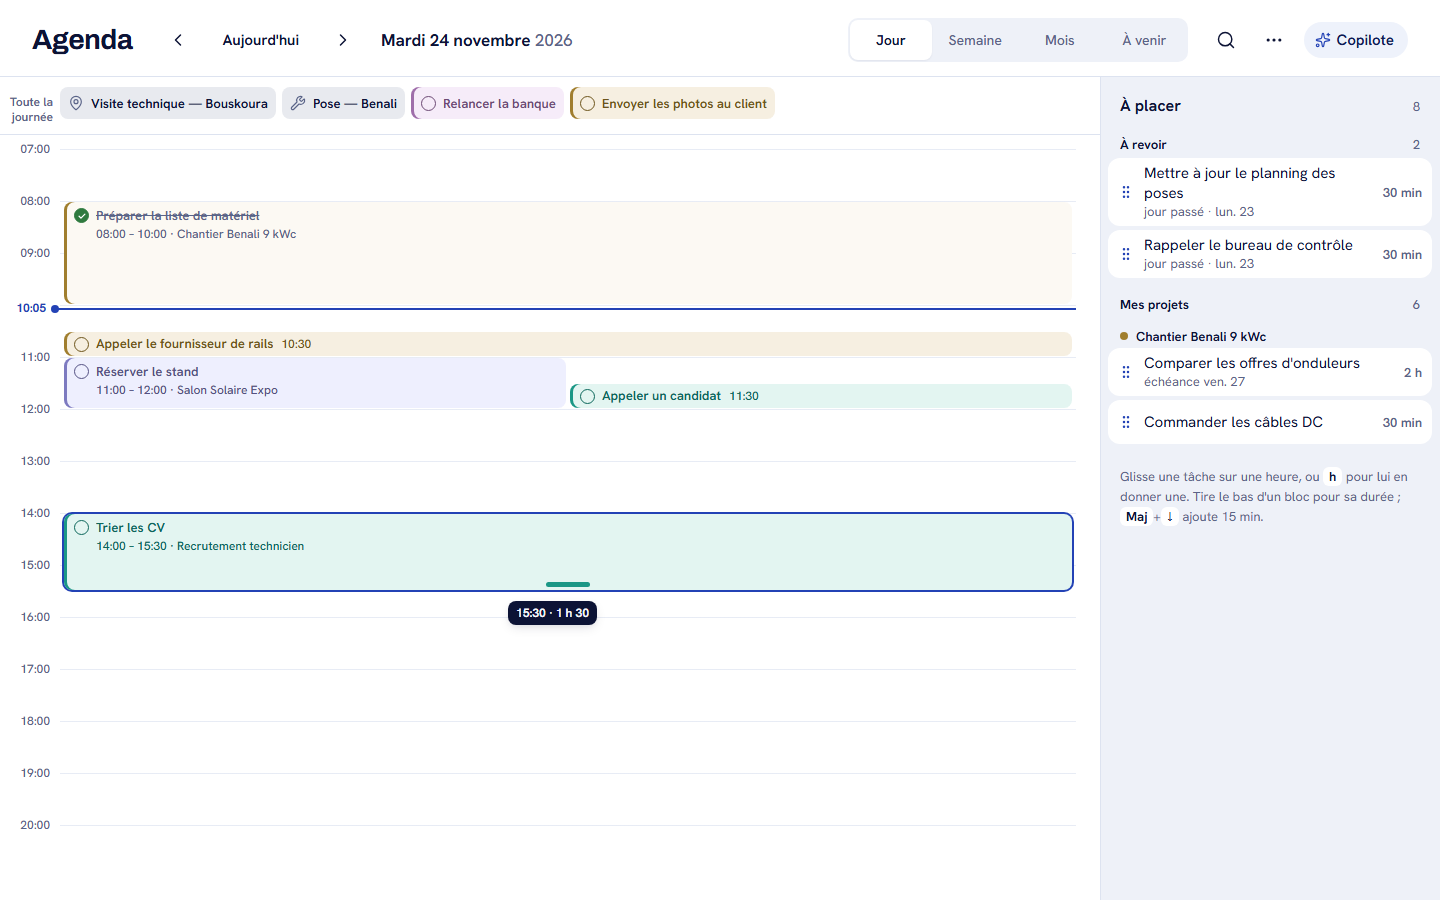 Agenda
Aujourd'hui
Mardi 24 novembre 2026
Jour
Semaine
Mois
À venir
Copilote
Toute la
journée
Visite technique — Bouskoura
Pose — Benali
Relancer la banque
Envoyer les photos au client
07:00
08:00
Préparer la liste de matériel
08:00 – 10:00 · Chantier Benali 9 kWc
09:00
10:05
Appeler le fournisseur de rails 10:30
11:00
Réserver le stand
11:00 – 12:00 · Salon Solaire Expo
Appeler un candidat 11:30
12:00
13:00
14:00
Trier les CV
14:00 – 15:30 · Recrutement technicien
15:00
15:30 · 1 h 30
16:00
17:00
18:00
19:00
20:00
À placer 8
À revoir 2
Mettre à jour le planning des
poses
30 min
jour passé · lun. 23
Rappeler le bureau de contrôle
30 min
jour passé · lun. 23
Mes projets 6
Chantier Benali 9 kWc
Comparer les offres d'onduleurs
2 h
échéance ven. 27
Commander les câbles DC
30 min
Glisse une tâche sur une heure, ou h pour lui en
donner une. Tire le bas d'un bloc pour sa durée ;
Maj + ↓ ajoute 15 min.